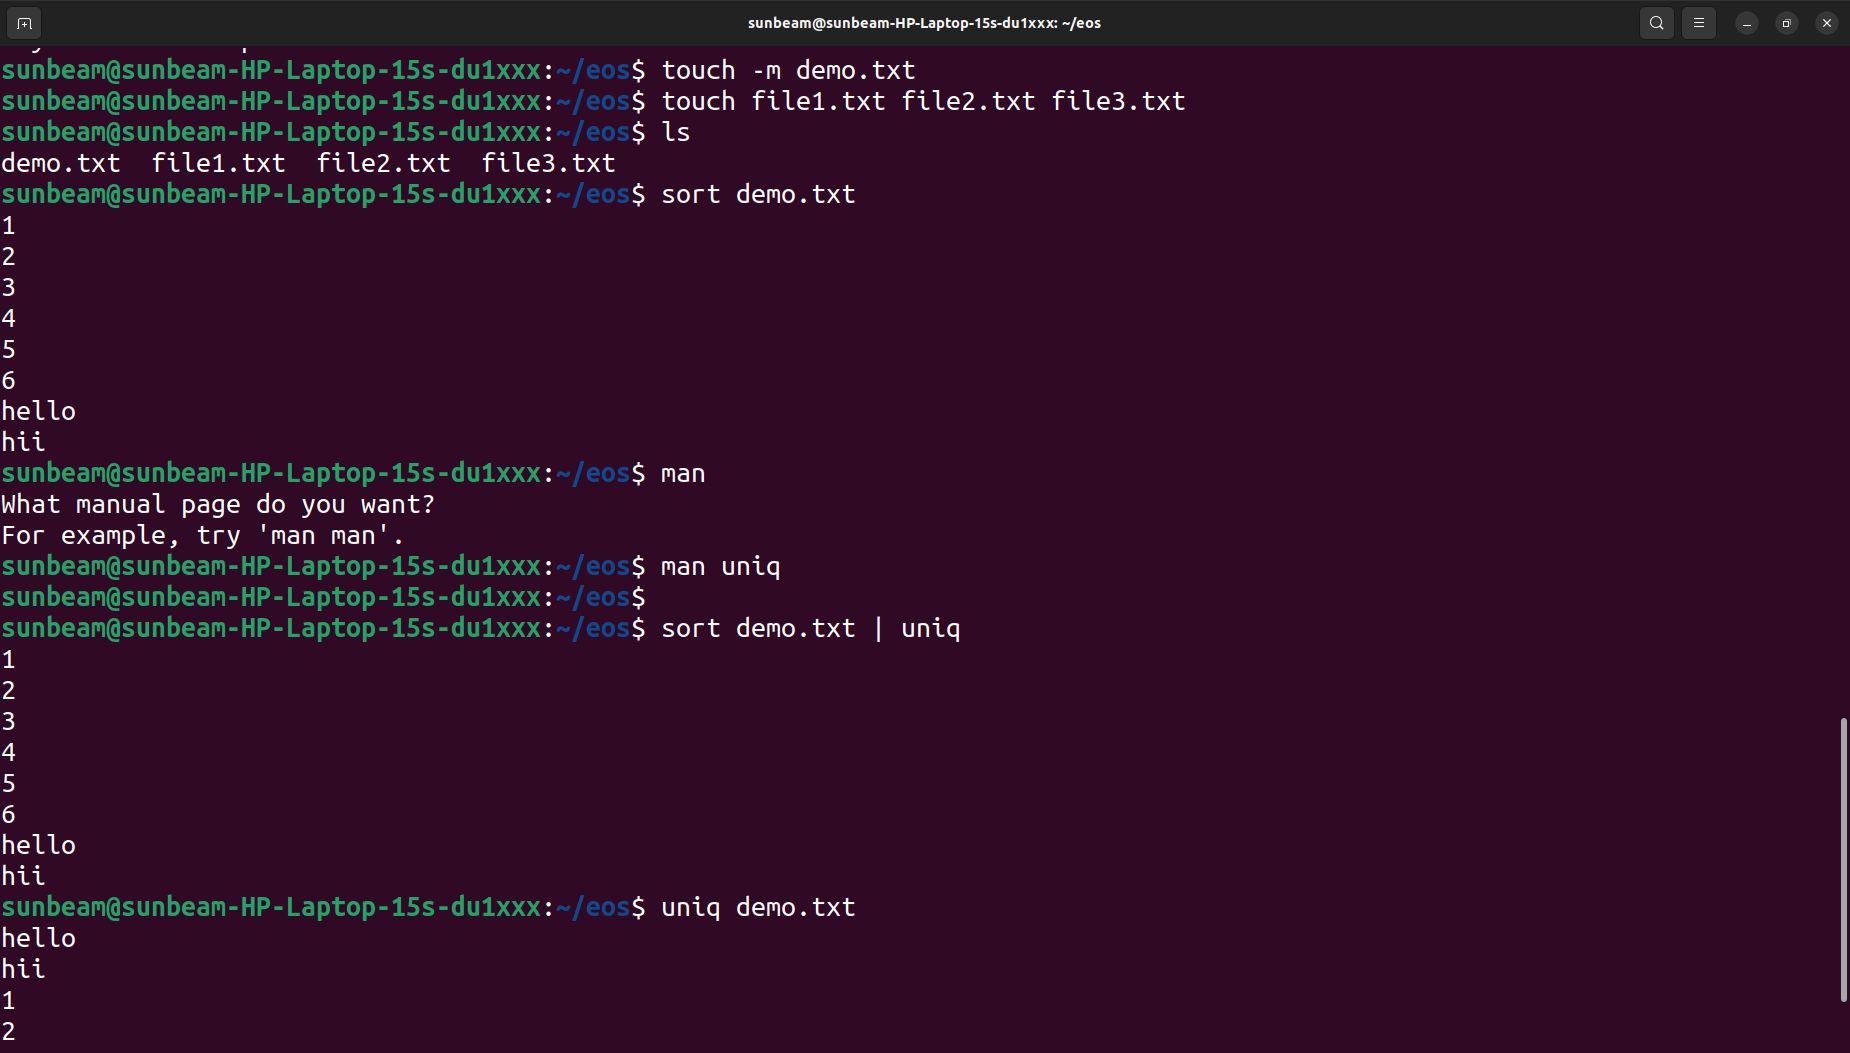 sunbeam@sunbeam-HP-Laptop-15s-du1xxx: ~/eos
sunbeam@sunbeam-HP-Laptop-15s-du1xxx:~/eos$ touch -m demo.txt
sunbeam@sunbeam-HP-Laptop-15s-du1xxx:~/eos$ touch file1.txt file2.txt file3.txt
sunbeam@sunbeam-HP-Laptop-15s-du1xxx:~/eos$ ls
demo.txt  file1.txt  file2.txt  file3.txt
sunbeam@sunbeam-HP-Laptop-15s-du1xxx:~/eos$ sort demo.txt
1
2
3
4
5
6
hello
hii
sunbeam@sunbeam-HP-Laptop-15s-du1xxx:~/eos$ man
What manual page do you want?
For example, try 'man man'.
sunbeam@sunbeam-HP-Laptop-15s-du1xxx:~/eos$ man uniq
sunbeam@sunbeam-HP-Laptop-15s-du1xxx:~/eos$
sunbeam@sunbeam-HP-Laptop-15s-du1xxx:~/eos$ sort demo.txt | uniq
1
2
3
4
5
6
hello
hii
sunbeam@sunbeam-HP-Laptop-15s-du1xxx:~/eos$ uniq demo.txt
hello
hii
1
2